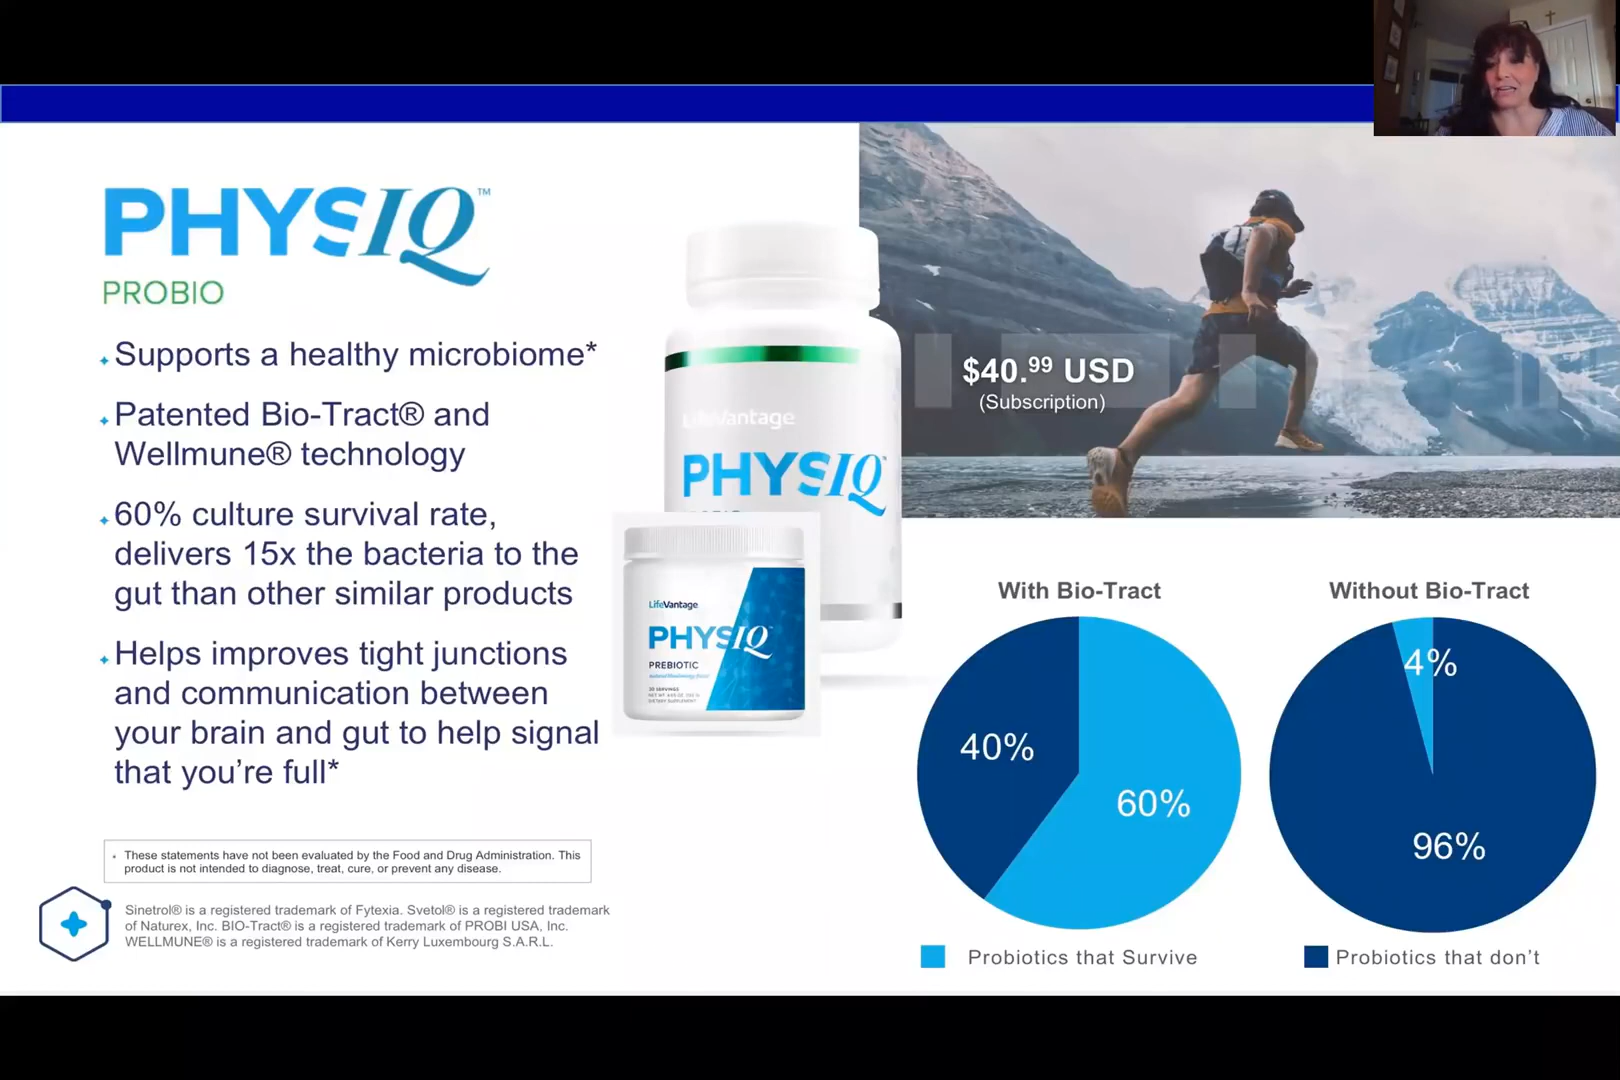 PHYSIQ™
PROBIO
Supports a healthy microbiome*
Patented Bio-Tract® and
Wellmune® technology
60% culture survival rate,
delivers 15x the bacteria to the
gut than other similar products
Helps improves tight junctions
and communication between
your brain and gut to help signal
that you're full*
* These statements have not been evaluated by the Food and Drug Administration. This
product is not intended to diagnose, treat, cure, or prevent any disease.
Sinetrol® is a registered trademark of Fytexia. Svetol® is a registered trademark
of Naturex, Inc. BIO-Tract® is a registered trademark of PROBI USA, Inc.
WELLMUNE® is a registered trademark of Kerry Luxembourg S.A.R.L.
LifeVantage
PHYSIQ™
LifeVantage
PHYSIQ
PREBIOTIC
30 SERVINGS
DIETARY SUPPLEMENT
$40.99 USD
(Subscription)
With Bio-Tract
40%
60%
Without Bio-Tract
4%
96%
Probiotics that Survive
Probiotics that don't